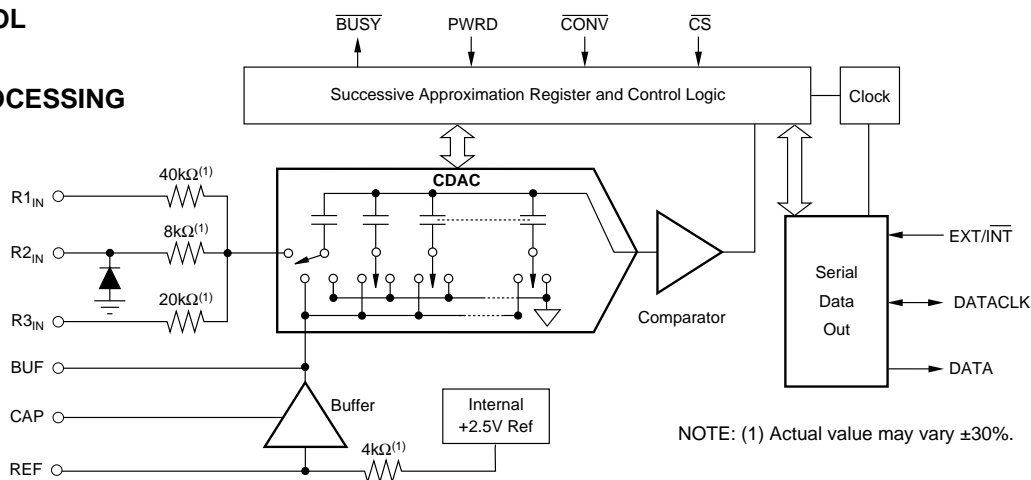 OL
OCESSING
BUSY PWRD CONV CS
Successive Approximation Register and Control Logic
Clock
CDAC
40kΩ(1)
R1IN
8kΩ(1)
R2IN
20kΩ(1)
R3IN
BUF
CAP
REF
Buffer
4kΩ(1)
Internal
+2.5V Ref
Comparator
Serial
Data
Out
EXT/INT
DATACLK
DATA
NOTE: (1) Actual value may vary ±30%.